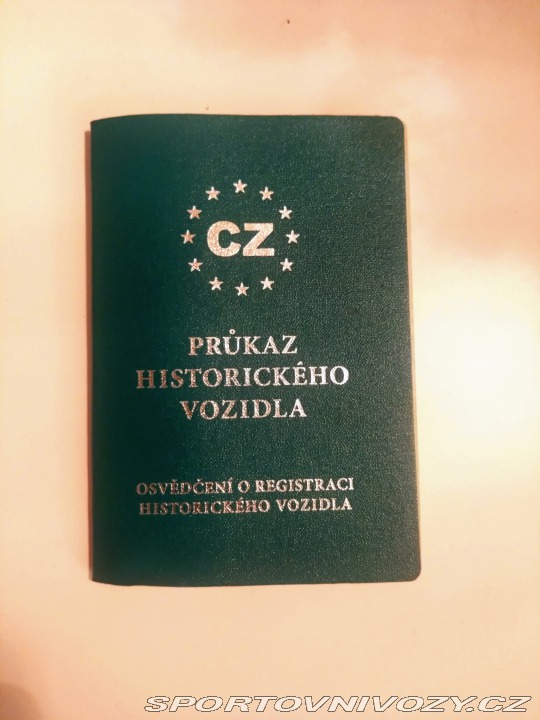 CZ
PRŮKAZ
HISTORICKÉHO
VOZIDLA
OSVĚDČENÍ O REGISTRACI
HISTORICKÉHO VOZIDLA
SPORTOVNIVOZY.CZ